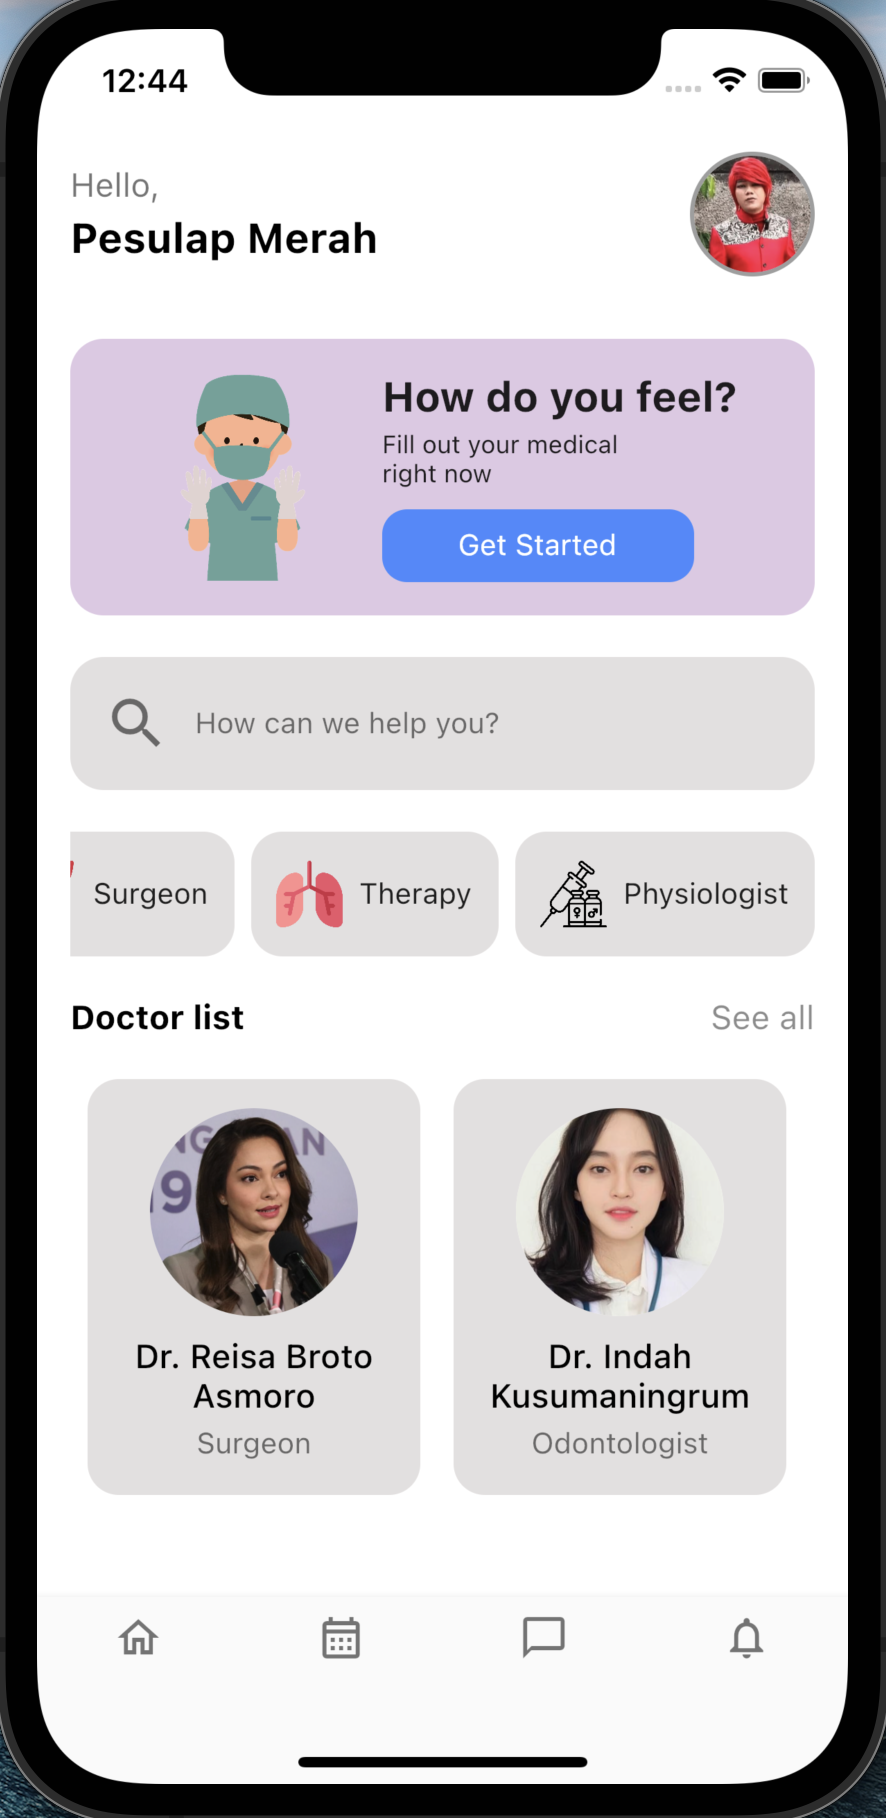 12:44
Hello,
Pesulap Merah
How do you feel?
Fill out your medical
right now
Get Started
How can we help you?
Surgeon
Therapy
Physiologist
Doctor list
See all
Dr. Reisa Broto
Asmoro
Surgeon
Dr. Indah
Kusumaningrum
Odontologist